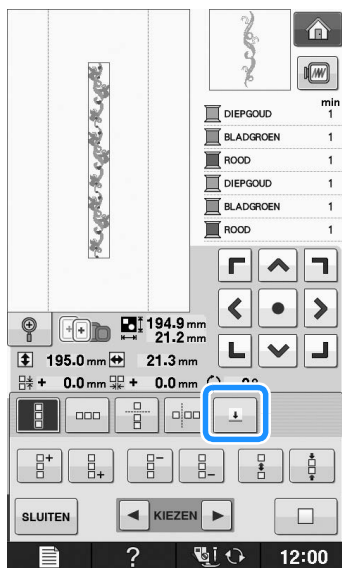 min
DIEPGOUD 1
BLADGROEN 1
ROOD 1
DIEPGOUD 1
BLADGROEN 1
ROOD 1
194.9 mm
21.2 mm
195.0 mm 21.3 mm
+ 0.0 mm + 0.0 mm
SLUITEN KIEZEN
? 12:00